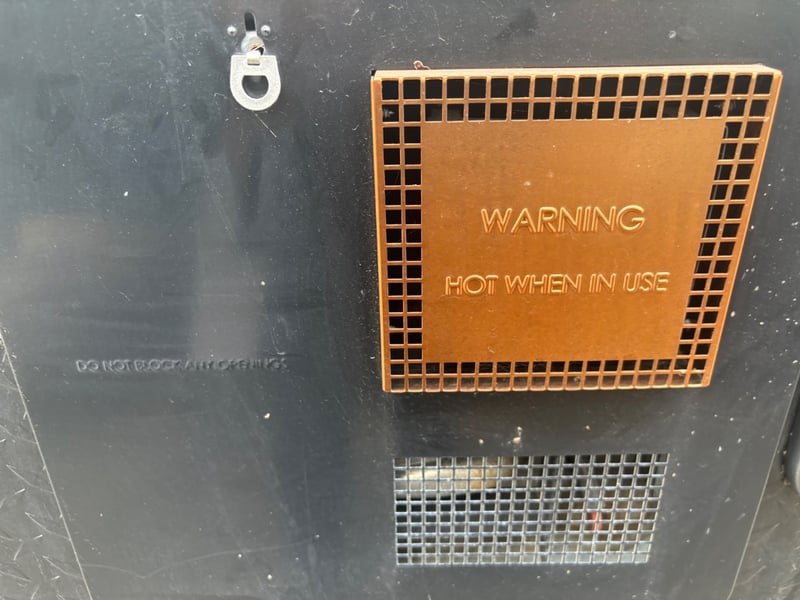 WARNING
HOT WHEN IN USE
DO NOT BLOCK ANY OPENINGS